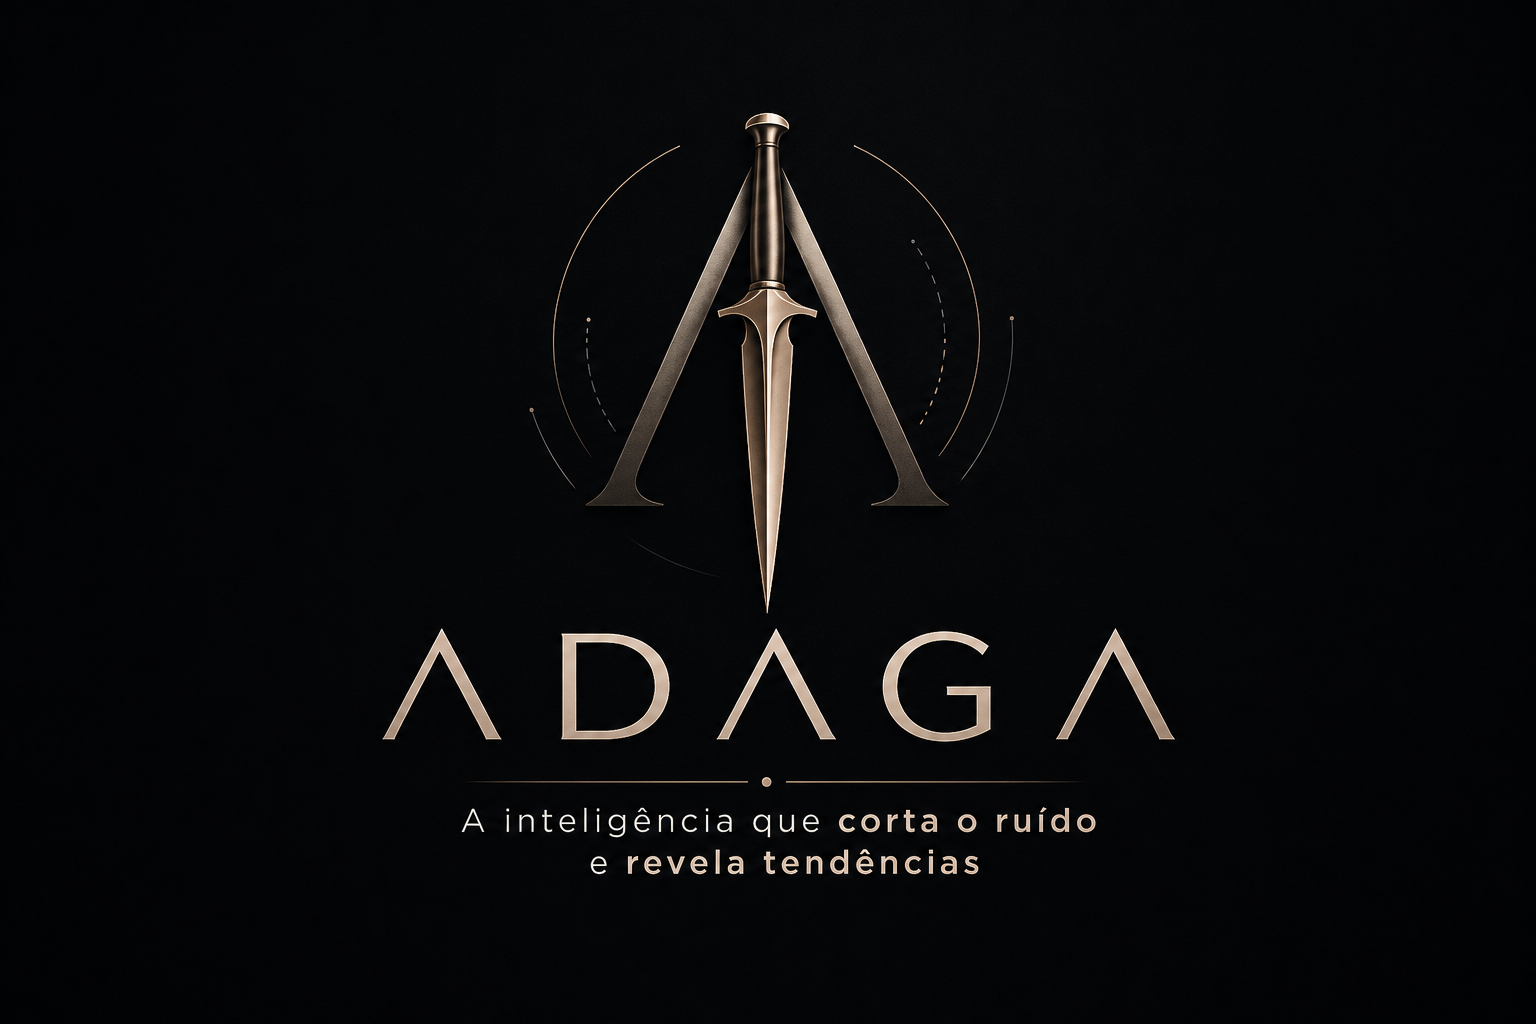 ADAGA
A inteligência que corta o ruído
e revela tendências